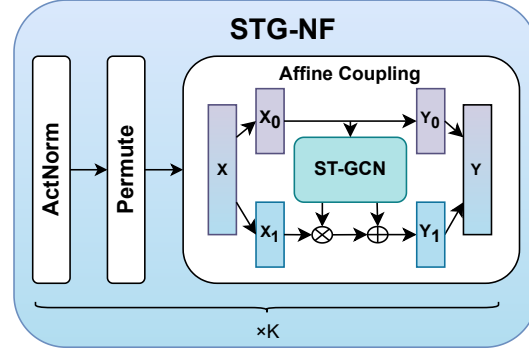 STG-NF
Affine Coupling
ActNorm
Permute
X
X0
Y0
ST-GCN
X1
Y1
Y
×K